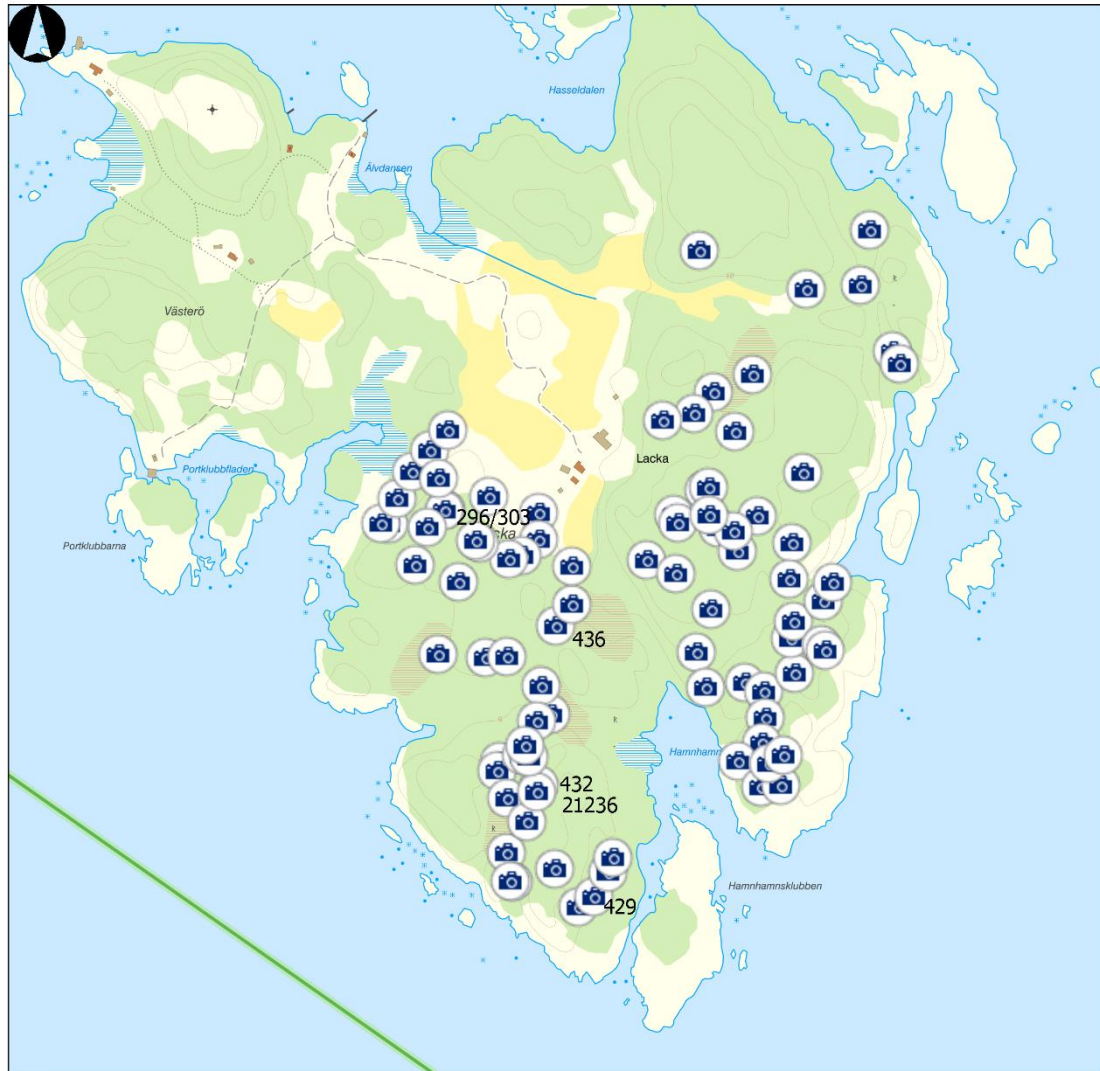 Hasseldalen
Älvdansen
Västerö
Lacka
Portklubbfladen
296/303
Portklubbarna
436
R
R
Hamnhamn
432
21236
R
Hamnhamnsklubben
429